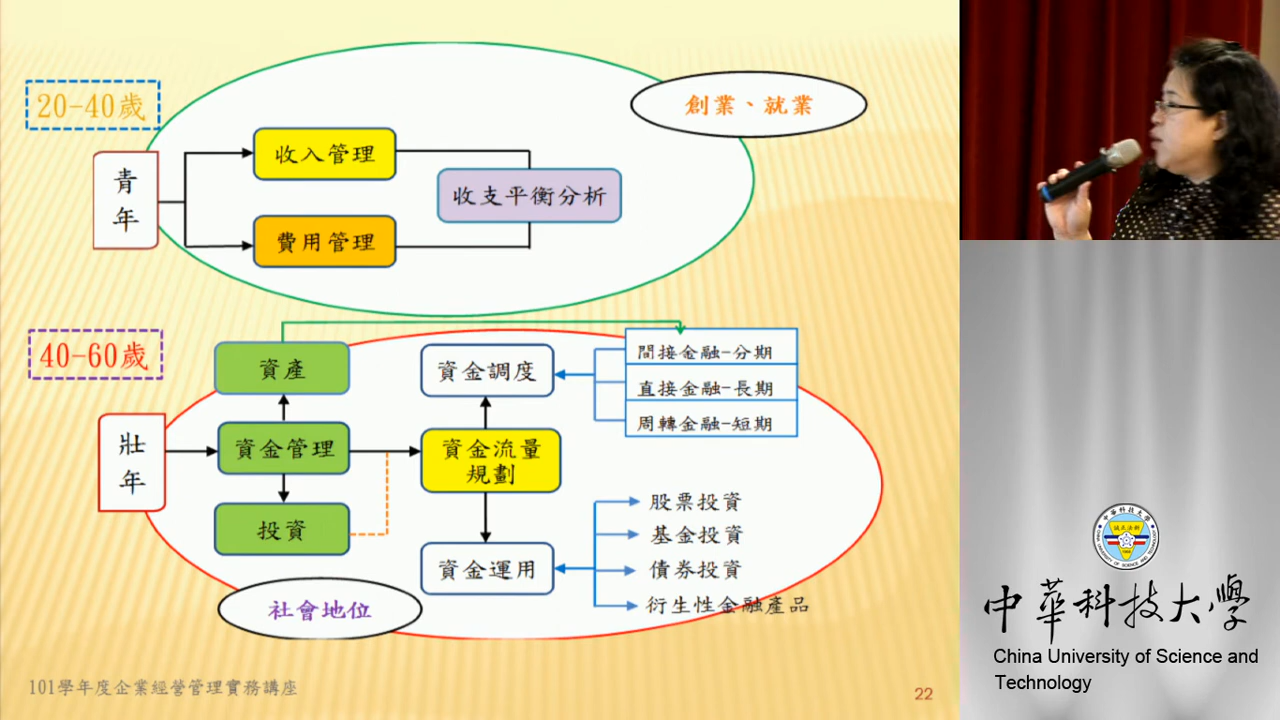 20-40歲
創業、就業
青年
收入管理
收支平衡分析
費用管理
40-60歲
資產
資金調度
間接金融-分期
直接金融-長期
周轉金融-短期
壯年
資金管理
資金流量
規劃
投資
資金運用
股票投資
基金投資
債券投資
衍生性金融產品
社會地位
101學年度企業經營管理實務講座
22
中華科技大學
China University of Science and
Technology